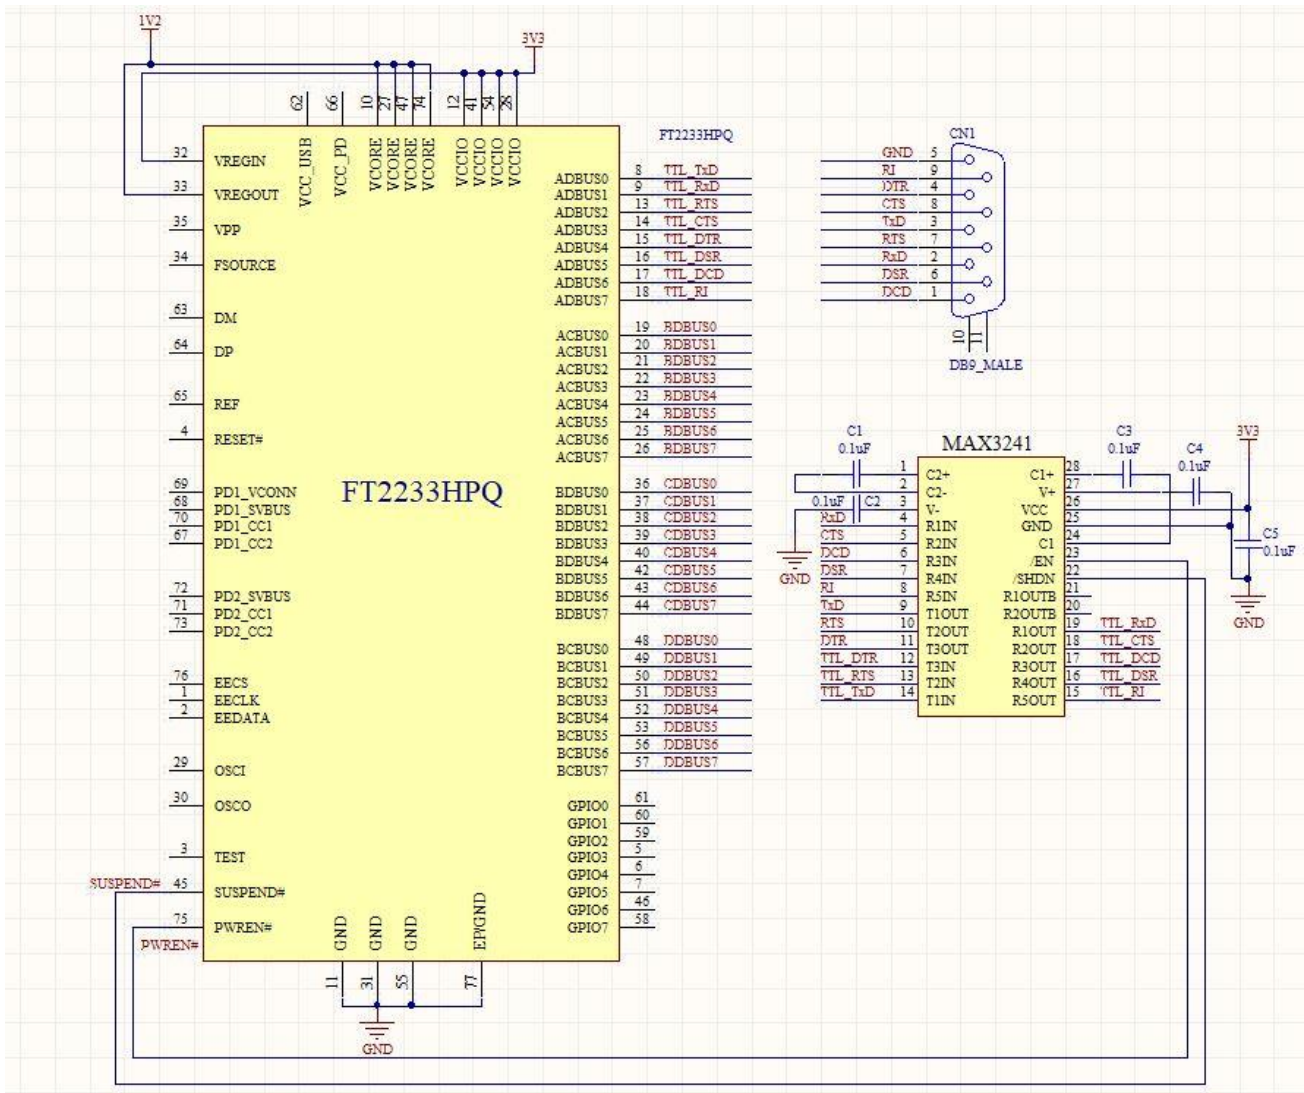 1V2
3V3
62
66
10
27
47
74
12
41
54
28
VCC_USB
VCC_PD
VCORE
VCORE
VCORE
VCORE
VCCIO
VCCIO
VCCIO
VCCIO
32 VREGIN
33 VREGOUT
35 VPP
34 FSOURCE
63 DM
64 DP
65 REF
4 RESET#
69 PD1_VCONN
68 PD1_SVBUS
70 PD1_CC1
67 PD1_CC2
72 PD2_SVBUS
71 PD2_CC1
73 PD2_CC2
76 EECS
1 EECLK
2 EEDATA
29 OSCI
30 OSCO
3 TEST
SUSPEND# 45 SUSPEND#
75 PWREN#
PWREN#
FT2233HPQ
FT2233HPQ
ADBUS0 8 TTL_TxD
ADBUS1 9 TTL_RxD
ADBUS2 13 TTL_RTS
ADBUS3 14 TTL_CTS
ADBUS4 15 TTL_DTR
ADBUS5 16 TTL_DSR
ADBUS6 17 TTL_DCD
ADBUS7 18 TTL_RI
ACBUS0 19 BDBUS0
ACBUS1 20 BDBUS1
ACBUS2 21 BDBUS2
ACBUS3 22 BDBUS3
ACBUS4 23 BDBUS4
ACBUS5 24 BDBUS5
ACBUS6 25 BDBUS6
ACBUS7 26 BDBUS7
BDBUS0 36 CDBUS0
BDBUS1 37 CDBUS1
BDBUS2 38 CDBUS2
BDBUS3 39 CDBUS3
BDBUS4 40 CDBUS4
BDBUS5 42 CDBUS5
BDBUS6 43 CDBUS6
BDBUS7 44 CDBUS7
BCBUS0 48 DDBUS0
BCBUS1 49 DDBUS1
BCBUS2 50 DDBUS2
BCBUS3 51 DDBUS3
BCBUS4 52 DDBUS4
BCBUS5 53 DDBUS5
BCBUS6 56 DDBUS6
BCBUS7 57 DDBUS7
GPIO0 61
GPIO1 60
GPIO2 59
GPIO3 5
GPIO4 6
GPIO5 7
GPIO6 46
GPIO7 58
GND
GND
GND
EP/GND
11
31
55
77
GND
CN1
GND 5
RI 9
DTR 4
CTS 8
TxD 3
RTS 7
RxD 2
DSR 6
DCD 1
10
11
DB9_MALE
MAX3241
C1
0.1uF
0.1uF C2
GND
C3
0.1uF
C4
0.1uF
3V3
C5
0.1uF
GND
1 C2+
2 C2-
3 V-
RxD 4 R1IN
CTS 5 R2IN
DCD 6 R3IN
DSR 7 R4IN
RI 8 R5IN
TxD 9 T1OUT
RTS 10 T2OUT
DTR 11 T3OUT
TTL_DTR 12 T3IN
TTL_RTS 13 T2IN
TTL_TxD 14 T1IN
C1+ 28
V+ 27
VCC 26
GND 25
C1 24
/EN 23
/SHDN 22
R1OUTB 21
R2OUTB 20
R1OUT 19 TTL_RxD
R2OUT 18 TTL_CTS
R3OUT 17 TTL_DCD
R4OUT 16 TTL_DSR
R5OUT 15 TTL_RI